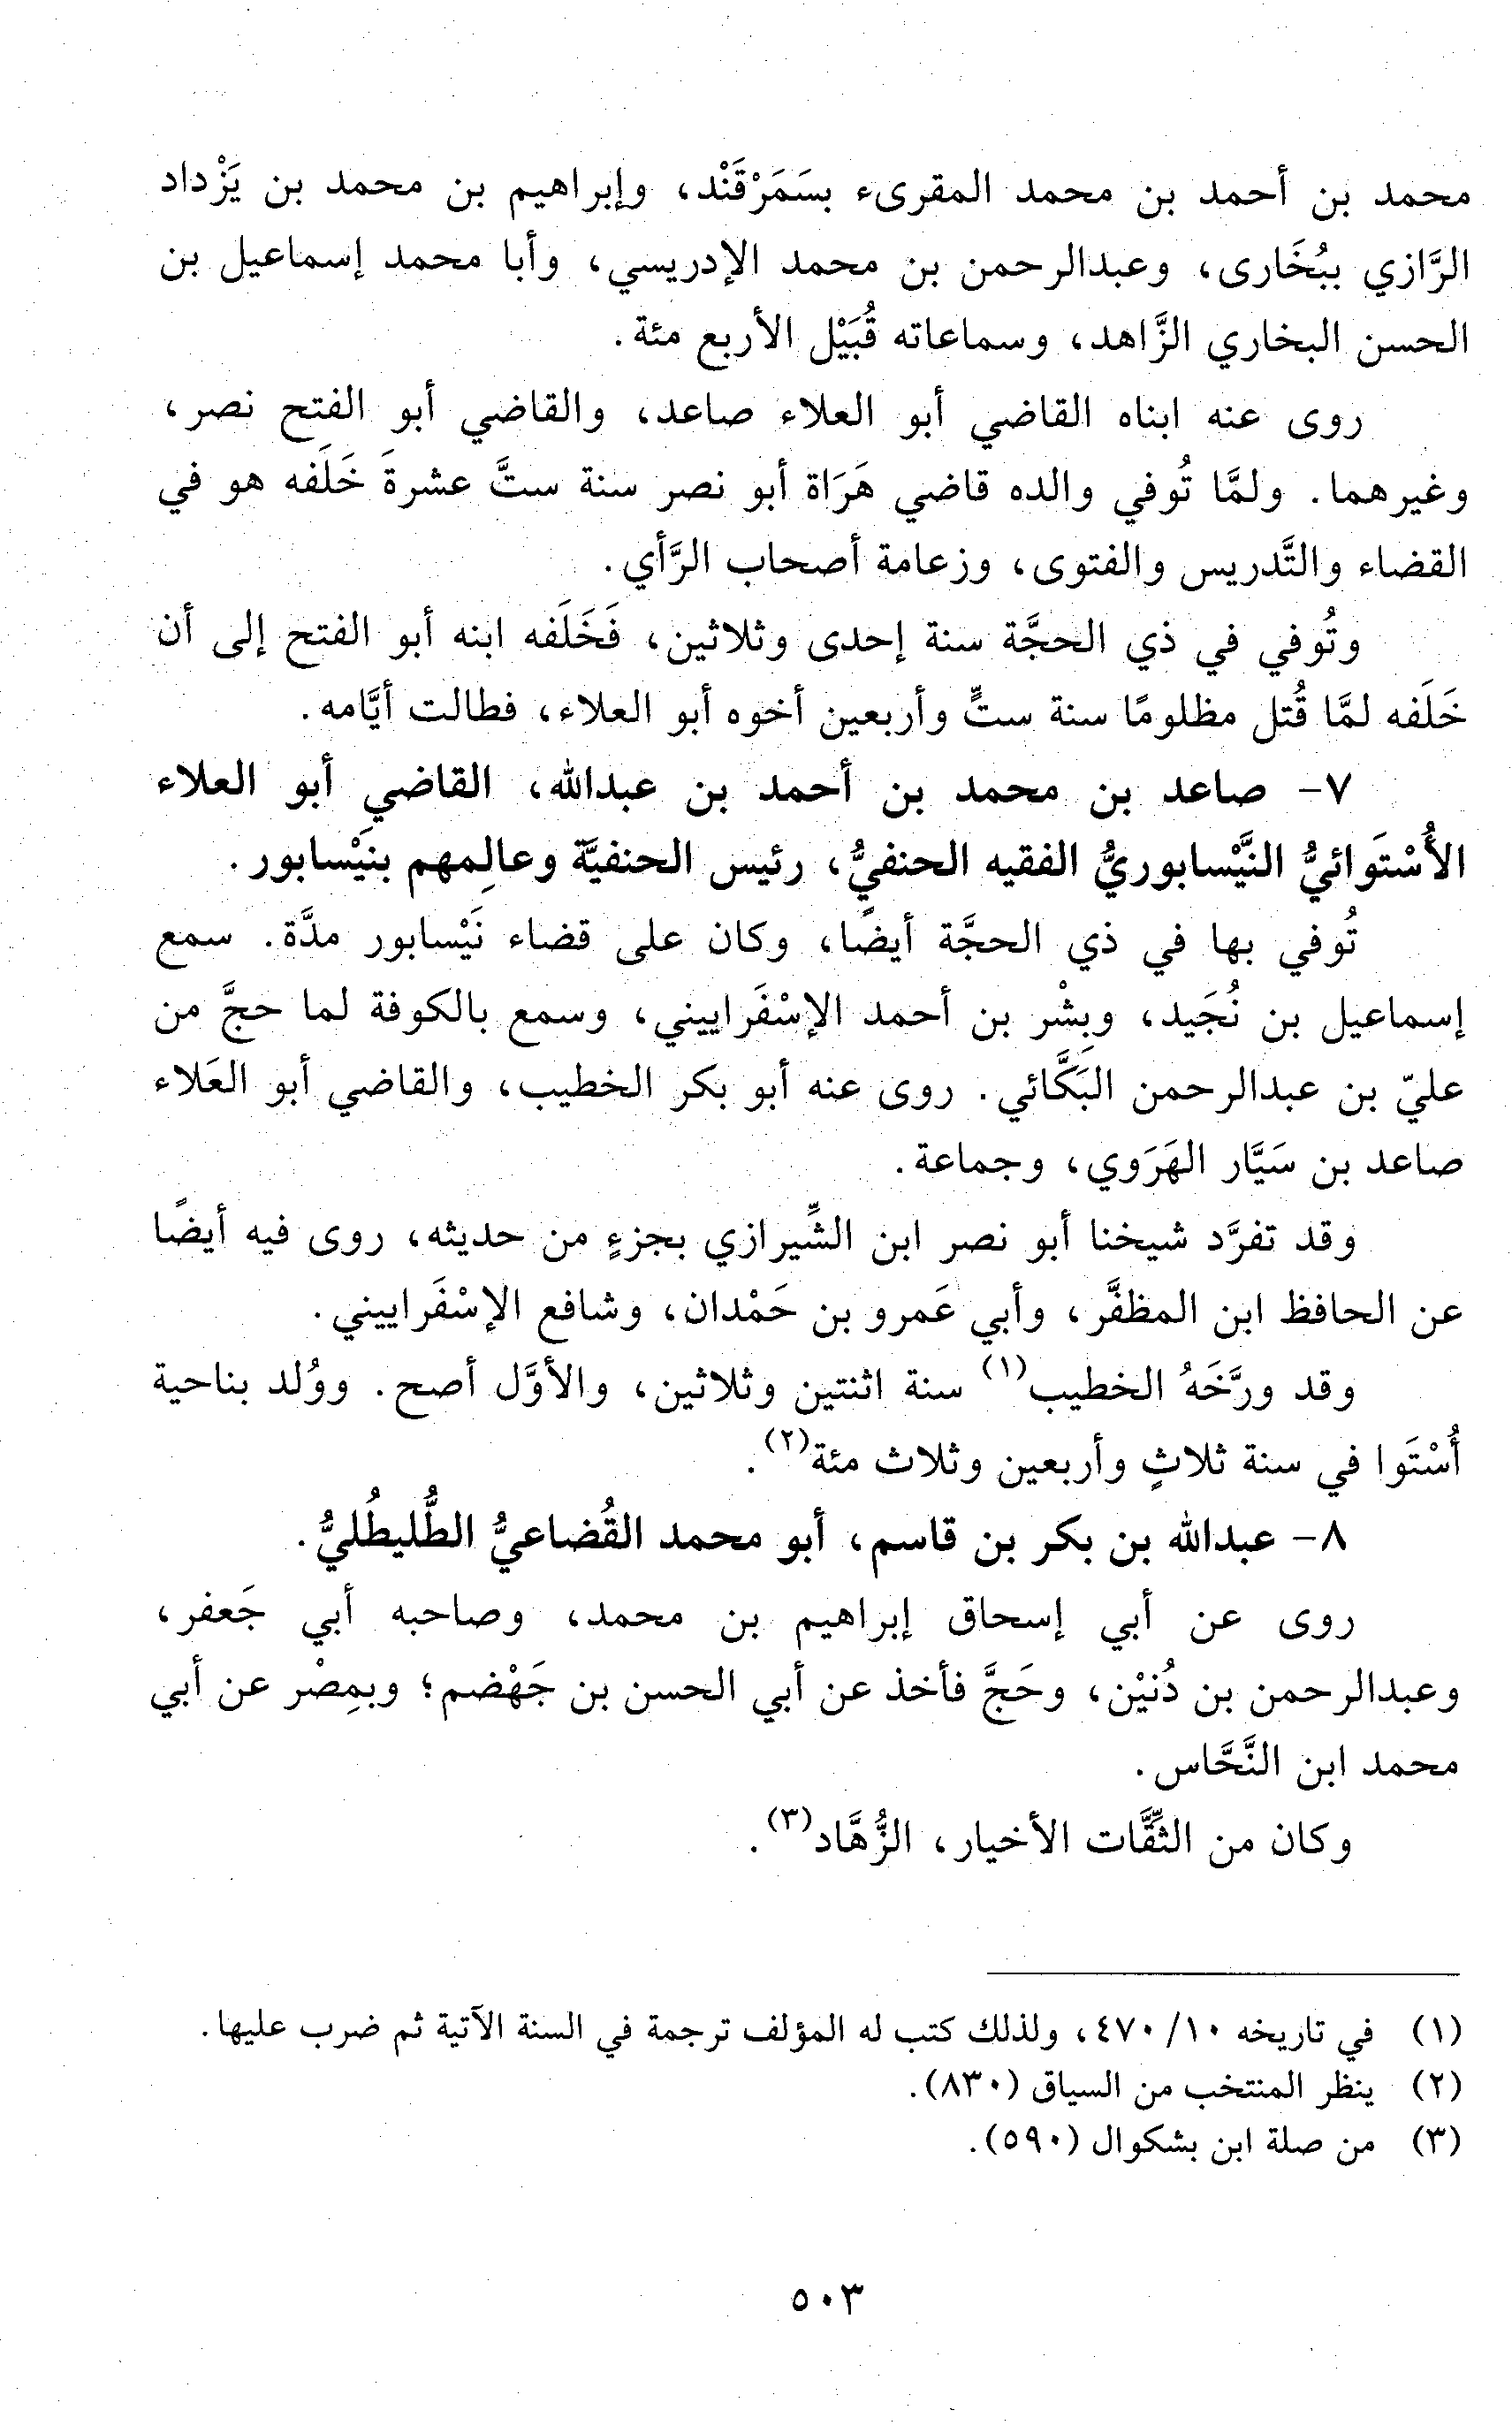 محمد بن أحمد بن محمد المقرىء بسَمَرْقَنْد، وإبراهيم بن محمد بن يَزْداد
الرَّازي ببُخَارى، وعبدالرحمن بن محمد الإدريسي، وأبا محمد إسماعيل بن
الحسن البخاري الزَّاهد، وسماعاته قُبَيْل الأربع مئة.
روى عنه ابناه القاضي أبو العلاء صاعد، والقاضي أبو الفتح نصر،
وغيرهما. ولمَّا تُوفي والده قاضي هَرَاة أبو نصر سنة ستَّ عشرةَ خَلَفه هو في
القضاء والتَّدريس والفتوى، وزعامة أصحاب الرَّأي.
وتُوفي في ذي الحجَّة سنة إحدى وثلاثين، فَخَلَفه ابنه أبو الفتح إلى أن
خَلَفه لمَّا قُتل مظلومًا سنة ستٍّ وأربعين أخوه أبو العلاء، فطالت أيَّامه.
٧- صاعد بن محمد بن أحمد بن عبدالله، القاضي أبو العلاء
الأُسْتَوائيُّ النَّيْسابوريُّ الفقيه الحنفيُّ، رئيس الحنفيَّة وعالِمهم بنَيْسابور.
تُوفي بها في ذي الحجَّة أيضًا، وكان على قضاء نَيْسابور مدَّة. سمع
إسماعيل بن نُجَيد، وبِشْر بن أحمد الإسْفَراييني، وسمع بالكوفة لما حجَّ من
عليّ بن عبدالرحمن البَكَّائي. روى عنه أبو بكر الخطيب، والقاضي أبو العَلاء
صاعد بن سَيَّار الهَرَوي، وجماعة.
وقد تفرَّد شيخنا أبو نصر ابن الشِّيرازي بجزءٍ من حديثه، روى فيه أيضًا
عن الحافظ ابن المظفَّر، وأبي عَمرو بن حَمْدان، وشافع الإسْفَراييني.
وقد ورَّخَهُ الخطيب(١) سنة اثنتين وثلاثين، والأوَّل أصح. ووُلد بناحية
أُسْتَوا في سنة ثلاثٍ وأربعين وثلاث مئة(٢).
٨- عبدالله بن بكر بن قاسم، أبو محمد القُضاعيُّ الطُّليطُليُّ.
روى عن أبي إسحاق إبراهيم بن محمد، وصاحبه أبي جَعفر،
وعبدالرحمن بن دُنَيْن، وحَجَّ فأخذ عن أبي الحسن بن جَهْضم؛ وبمِصْر عن أبي
محمد ابن النَّحَّاس.
وكان من الثِّقَّات الأخيار، الزُّهَّاد(٣).
(١) في تاريخه ١٠/ ٤٧٠، ولذلك كتب له المؤلف ترجمة في السنة الآتية ثم ضرب عليها.
(٢) ينظر المنتخب من السياق (٨٣٠).
(٣) من صلة ابن بشكوال (٥٩٠).
٥٠٣